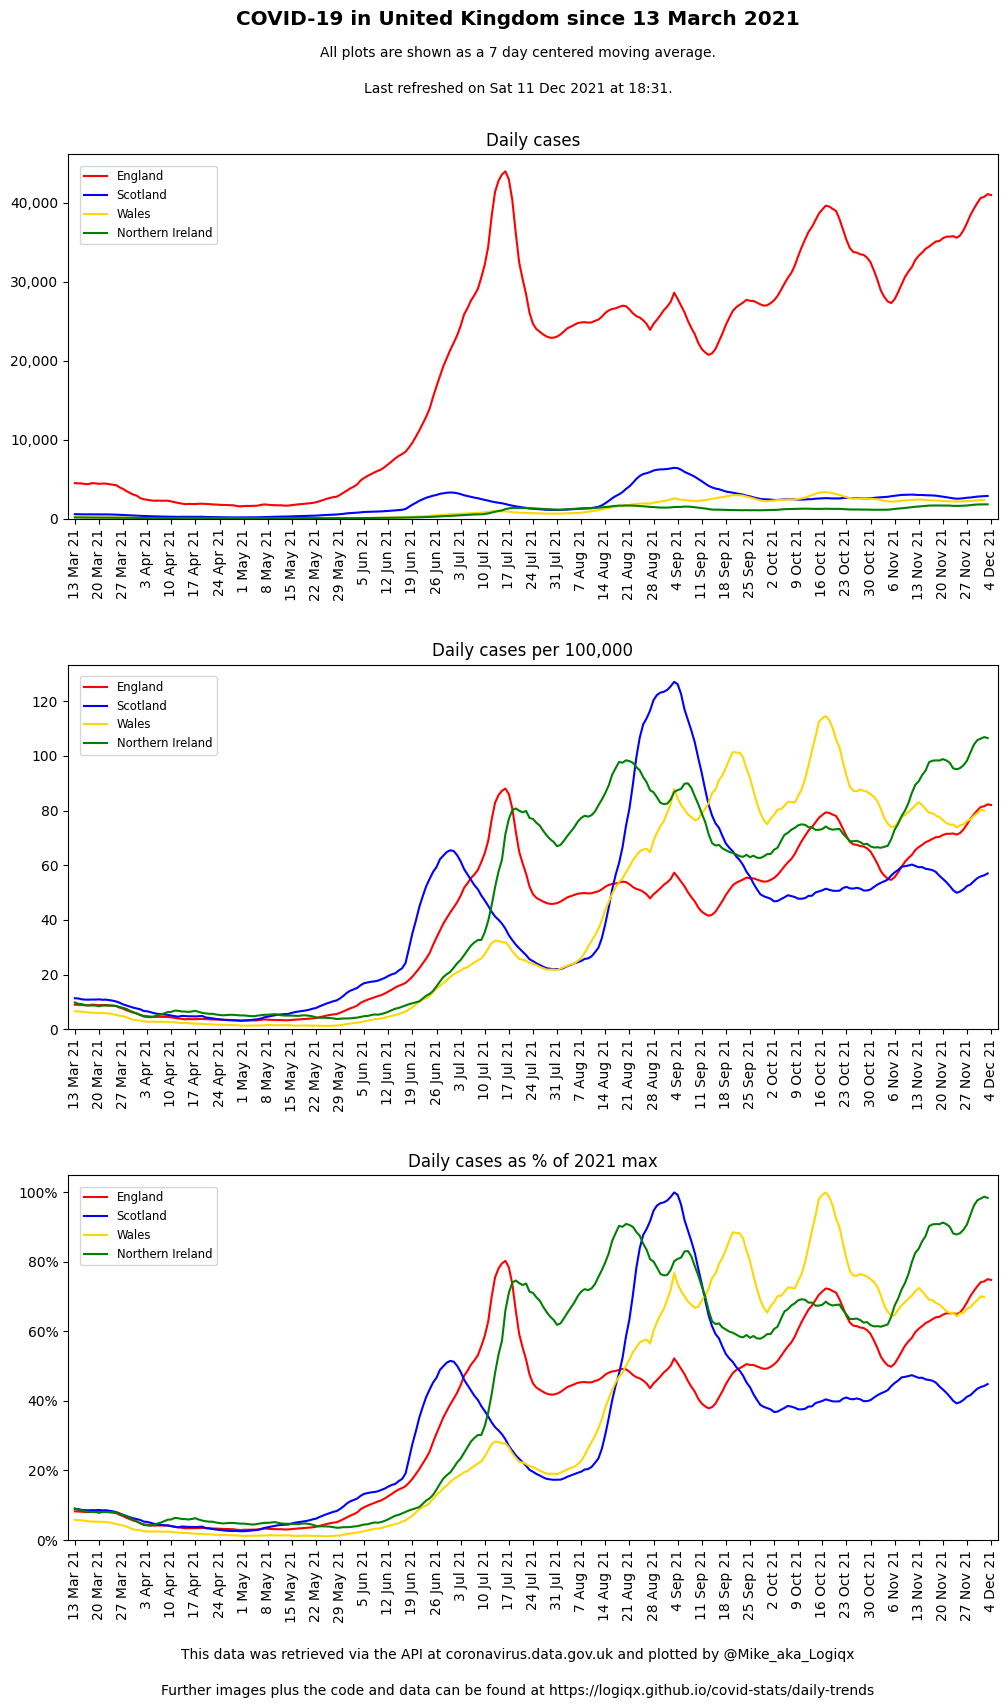 COVID-19 in United Kingdom since 13 March 2021
All plots are shown as a 7 day centered moving average.
Last refreshed on Sat 11 Dec 2021 at 18:31.
Daily cases
England
Scotland
Wales
Northern Ireland
40,000
30,000
20,000
10,000
0
13 Mar 21
20 Mar 21
27 Mar 21
3 Apr 21
10 Apr 21
17 Apr 21
24 Apr 21
1 May 21
8 May 21
15 May 21
22 May 21
29 May 21
5 Jun 21
12 Jun 21
19 Jun 21
26 Jun 21
3 Jul 21
10 Jul 21
17 Jul 21
24 Jul 21
31 Jul 21
7 Aug 21
14 Aug 21
21 Aug 21
28 Aug 21
4 Sep 21
11 Sep 21
18 Sep 21
25 Sep 21
2 Oct 21
9 Oct 21
16 Oct 21
23 Oct 21
30 Oct 21
6 Nov 21
13 Nov 21
20 Nov 21
27 Nov 21
4 Dec 21
Daily cases per 100,000
England
Scotland
Wales
Northern Ireland
120
100
80
60
40
20
0
13 Mar 21
20 Mar 21
27 Mar 21
3 Apr 21
10 Apr 21
17 Apr 21
24 Apr 21
1 May 21
8 May 21
15 May 21
22 May 21
29 May 21
5 Jun 21
12 Jun 21
19 Jun 21
26 Jun 21
3 Jul 21
10 Jul 21
17 Jul 21
24 Jul 21
31 Jul 21
7 Aug 21
14 Aug 21
21 Aug 21
28 Aug 21
4 Sep 21
11 Sep 21
18 Sep 21
25 Sep 21
2 Oct 21
9 Oct 21
16 Oct 21
23 Oct 21
30 Oct 21
6 Nov 21
13 Nov 21
20 Nov 21
27 Nov 21
4 Dec 21
Daily cases as % of 2021 max
England
Scotland
Wales
Northern Ireland
100%
80%
60%
40%
20%
0%
13 Mar 21
20 Mar 21
27 Mar 21
3 Apr 21
10 Apr 21
17 Apr 21
24 Apr 21
1 May 21
8 May 21
15 May 21
22 May 21
29 May 21
5 Jun 21
12 Jun 21
19 Jun 21
26 Jun 21
3 Jul 21
10 Jul 21
17 Jul 21
24 Jul 21
31 Jul 21
7 Aug 21
14 Aug 21
21 Aug 21
28 Aug 21
4 Sep 21
11 Sep 21
18 Sep 21
25 Sep 21
2 Oct 21
9 Oct 21
16 Oct 21
23 Oct 21
30 Oct 21
6 Nov 21
13 Nov 21
20 Nov 21
27 Nov 21
4 Dec 21
This data was retrieved via the API at coronavirus.data.gov.uk and plotted by @Mike_aka_Logiqx
Further images plus the code and data can be found at https://logiqx.github.io/covid-stats/daily-trends